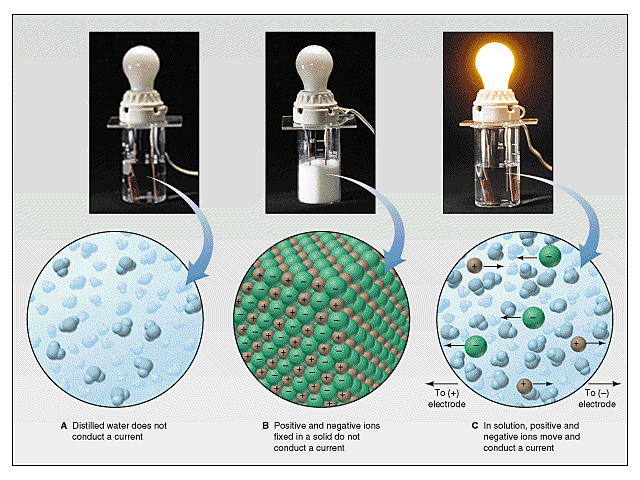 To (+)
electrode
To (–)
electrode
A Distilled water does not
conduct a current
B Positive and negative ions
fixed in a solid do not
conduct a current
C In solution, positive and
negative ions move and
conduct a current